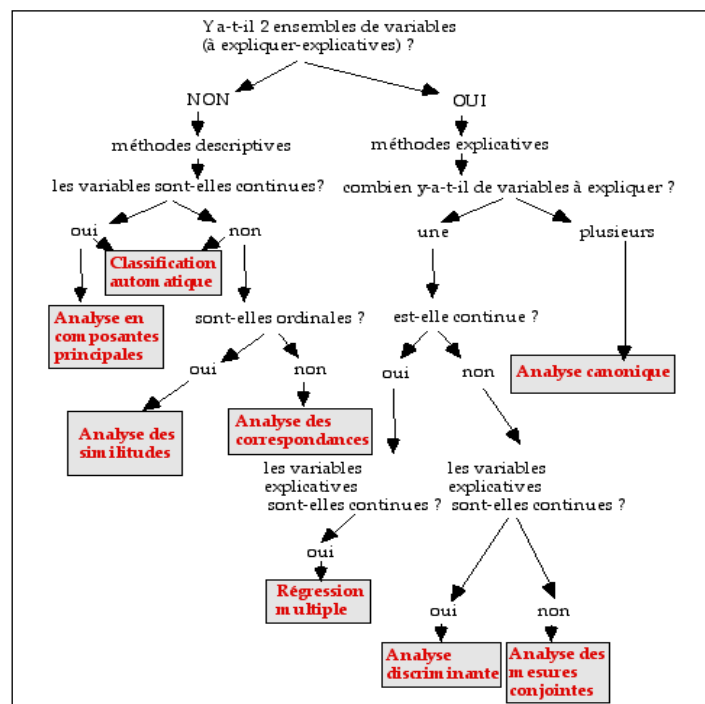 Y a-t-il 2 ensembles de variables
(à expliquer-explicatives) ?
NON
OUI
méthodes descriptives
méthodes explicatives
les variables sont-elles continues ?
combien y-a-t-il de variables à expliquer ?
oui
non
une
plusieurs
Classification
automatique
Analyse en
composantes
principales
sont-elles ordinales ?
est-elle continue ?
oui
non
oui
non
Analyse canonique
Analyse des
similitudes
Analyse des
correspondances
les variables
explicatives
sont-elles continues ?
les variables
explicatives
sont-elles continues ?
oui
Régression
multiple
oui
non
Analyse
discriminante
Analyse des
mesures
conjointes